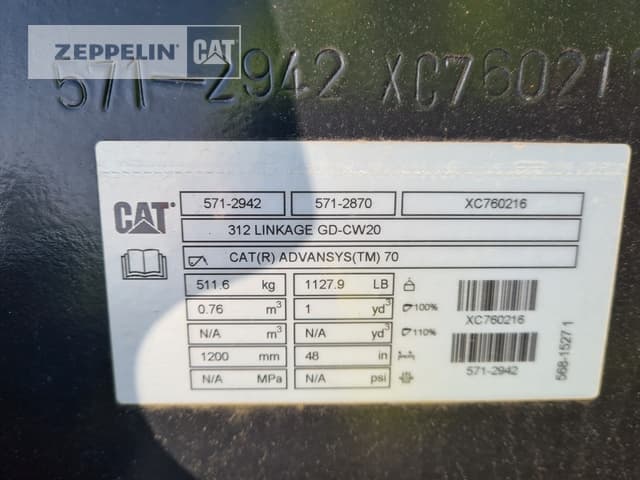 ZEPPELIN CAT
571-2942 XC760216
CAT
571-2942 571-2870 XC760216
312 LINKAGE GD-CW20
CAT(R) ADVANSYS(TM) 70
511.6 kg 1127.9 LB
0.76 m³ 1 yd³ 100%
N/A m³ N/A yd³ 110%
1200 mm 48 in
N/A MPa N/A psi
XC760216
571-2942
568-1527 1